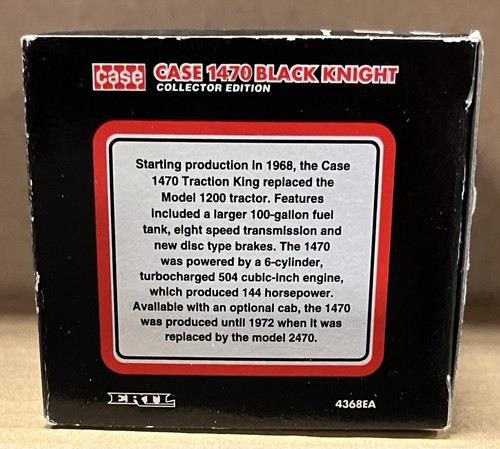 case CASE 1470 BLACK KNIGHT
COLLECTOR EDITION
Starting production in 1968, the Case
1470 Traction King replaced the
Model 1200 tractor. Features
included a larger 100-gallon fuel
tank, eight speed transmission and
new disc type brakes. The 1470
was powered by a 6-cylinder,
turbocharged 504 cubic-inch engine,
which produced 144 horsepower.
Available with an optional cab, the 1470
was produced until 1972 when it was
replaced by the model 2470.
ERTL 4368EA